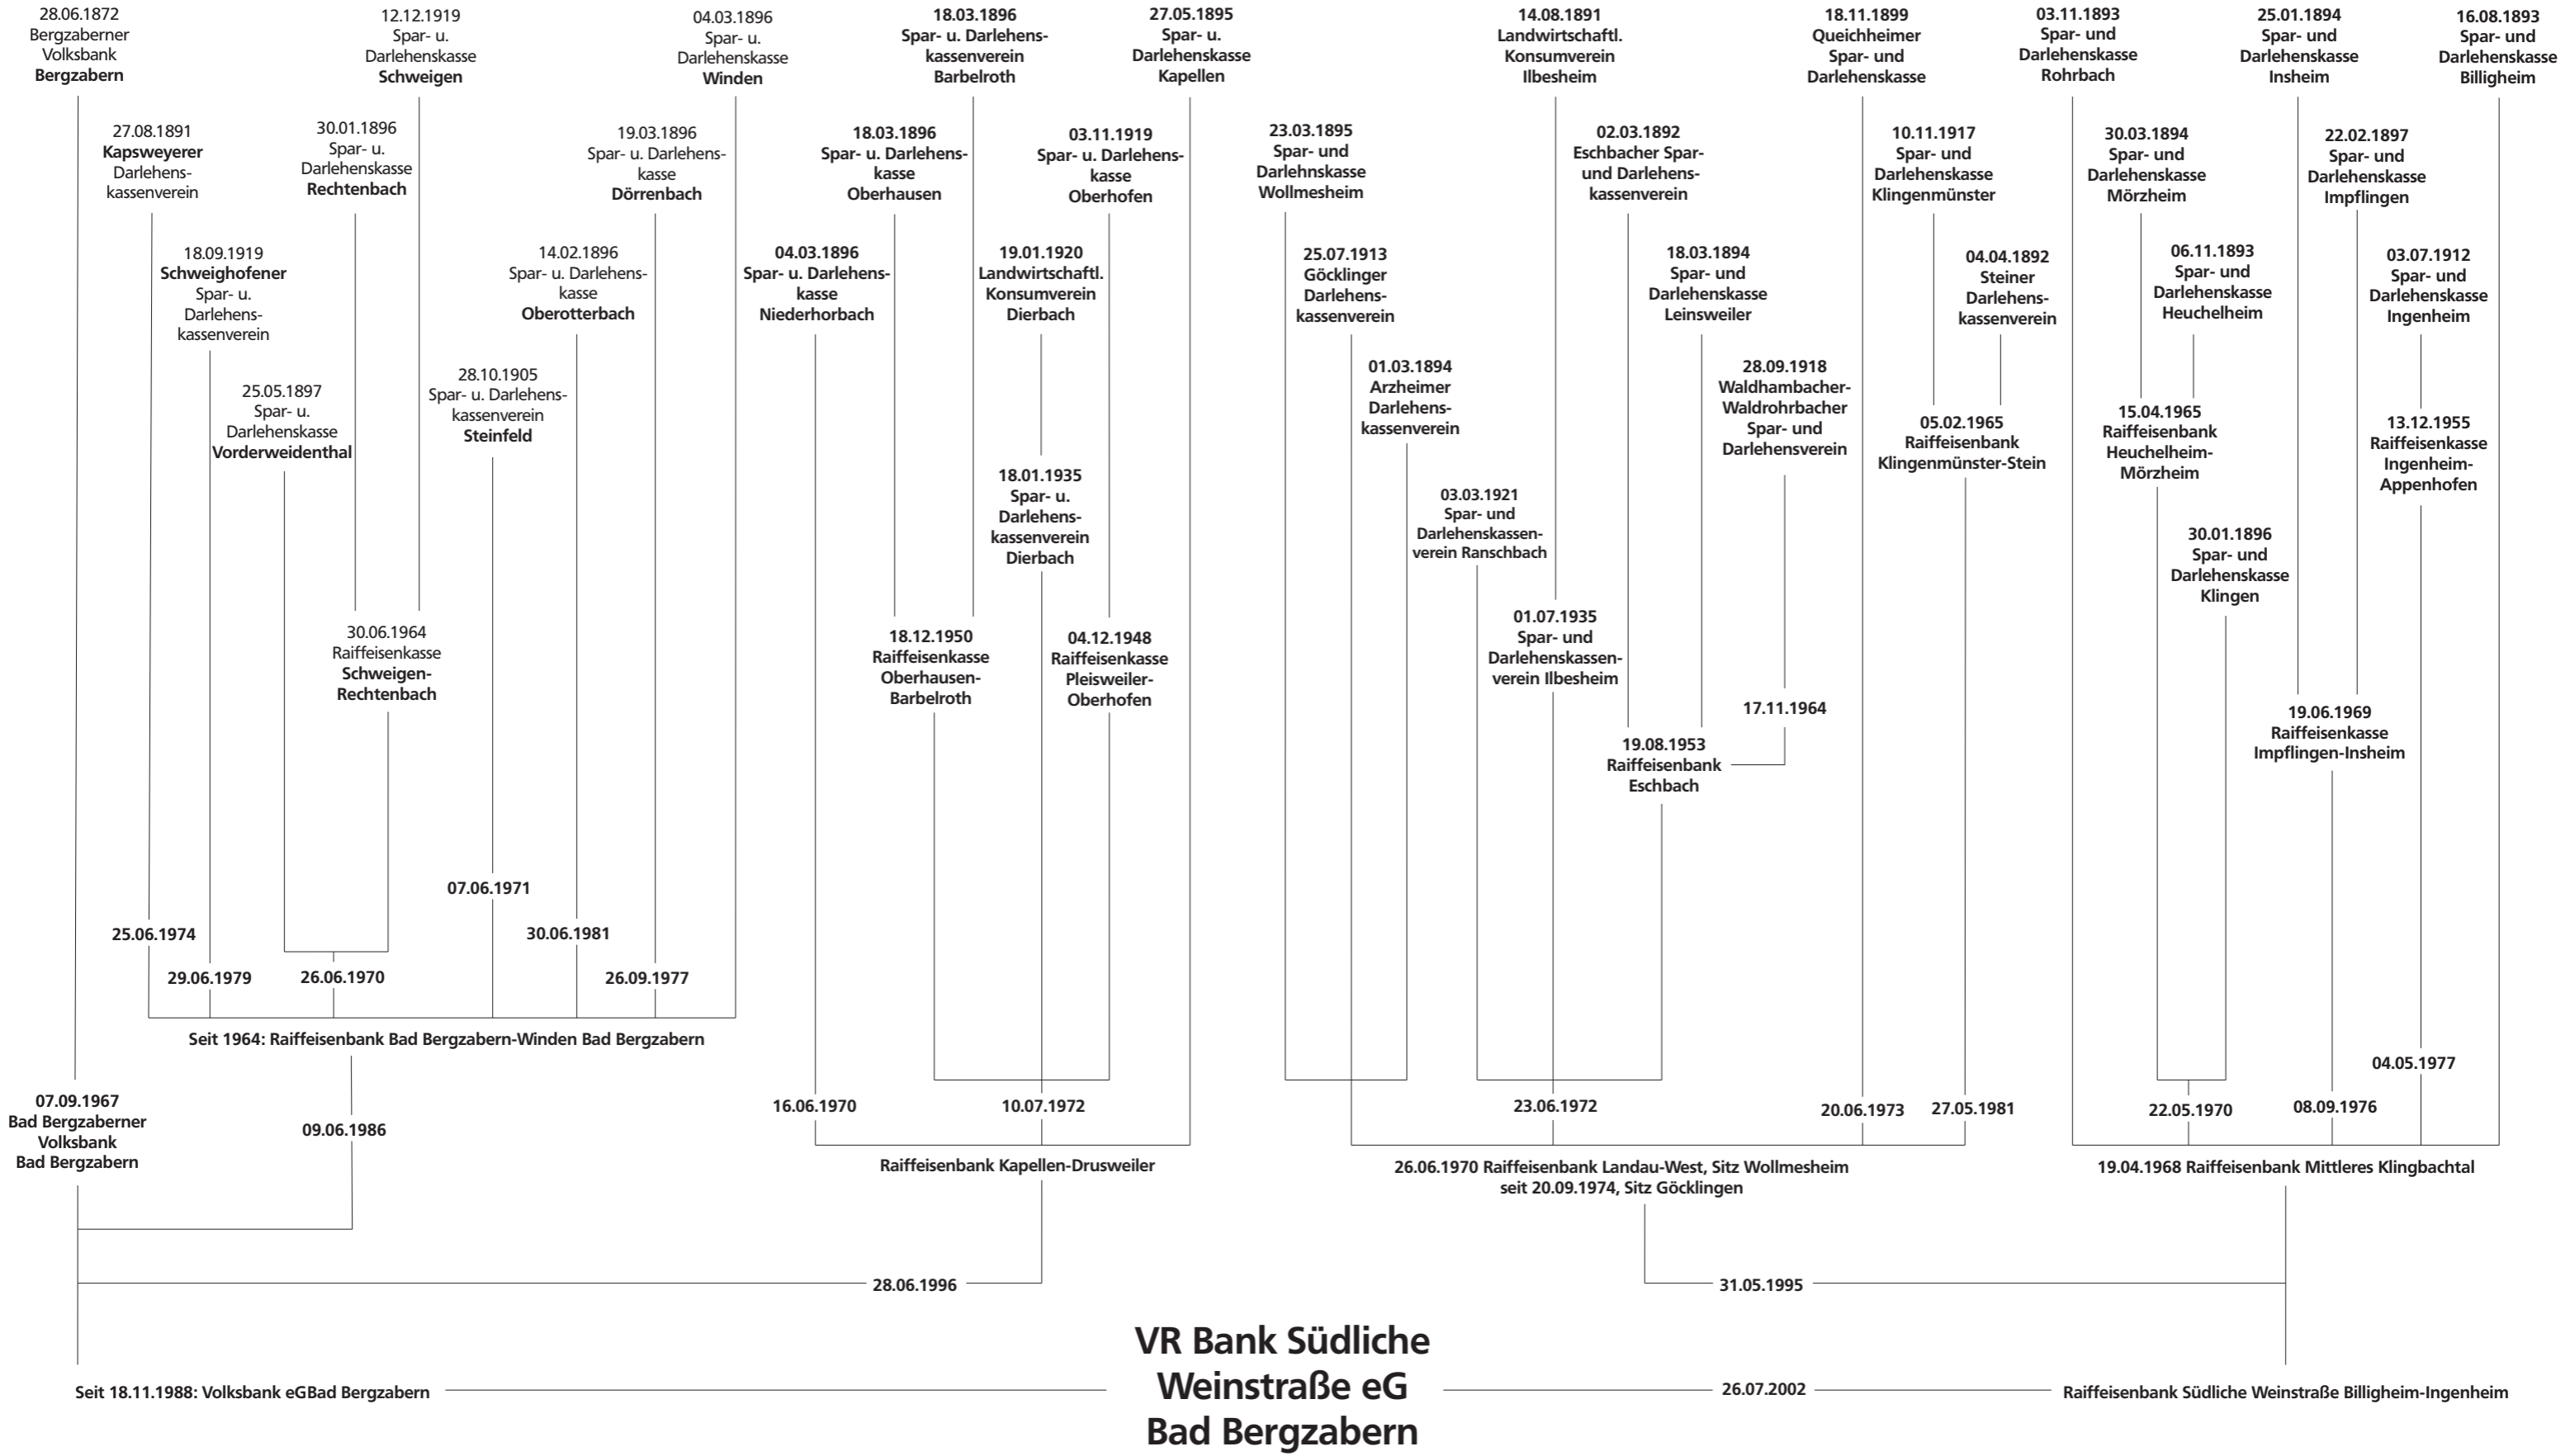 28.06.1872
Bergzaberner
Volksbank
Bergzabern
12.12.1919
Spar- u.
Darlehenskasse
Schweigen
04.03.1896
Spar- u.
Darlehenskasse
Winden
18.03.1896
Spar- u. Darlehens-
kassenverein
Barbelroth
27.05.1895
Spar- u.
Darlehenskasse
Kapellen
14.08.1891
Landwirtschaftl.
Konsumverein
Ilbesheim
18.11.1899
Queichheimer
Spar- und
Darlehenskasse
03.11.1893
Spar- und
Darlehenskasse
Rohrbach
25.01.1894
Spar- und
Darlehenskasse
Insheim
16.08.1893
Spar- und
Darlehenskasse
Billigheim
27.08.1891
Kapsweyerer
Darlehens-
kassenverein
30.01.1896
Spar- u.
Darlehenskasse
Rechtenbach
19.03.1896
Spar- u. Darlehens-
kasse
Dörrenbach
18.03.1896
Spar- u. Darlehens-
kasse
Oberhausen
03.11.1919
Spar- u. Darlehens-
kasse
Oberhofen
23.03.1895
Spar- und
Darlehnskasse
Wollmesheim
02.03.1892
Eschbacher Spar-
und Darlehens-
kassenverein
10.11.1917
Spar- und
Darlehenskasse
Klingenmünster
30.03.1894
Spar- und
Darlehenskasse
Mörzheim
22.02.1897
Spar- und
Darlehenskasse
Impflingen
18.09.1919
Schweighofener
Spar- u.
Darlehens-
kassenverein
14.02.1896
Spar- u. Darlehens-
kasse
Oberotterbach
04.03.1896
Spar- u. Darlehens-
kasse
Niederhorbach
19.01.1920
Landwirtschaftl.
Konsumverein
Dierbach
25.07.1913
Göcklinger
Darlehens-
kassenverein
18.03.1894
Spar- und
Darlehenskasse
Leinsweiler
04.04.1892
Steiner
Darlehens-
kassenverein
06.11.1893
Spar- und
Darlehenskasse
Heuchelheim
03.07.1912
Spar- und
Darlehenskasse
Ingenheim
25.05.1897
Spar- u.
Darlehenskasse
Vorderweidenthal
28.10.1905
Spar- u. Darlehens-
kassenverein
Steinfeld
01.03.1894
Arzheimer
Darlehens-
kassenverein
28.09.1918
Waldhambacher-
Waldrohrbacher
Spar- und
Darlehensverein
05.02.1965
Raiffeisenbank
Klingenmünster-Stein
15.04.1965
Raiffeisenbank
Heuchelheim-
Mörzheim
13.12.1955
Raiffeisenkasse
Ingenheim-
Appenhofen
18.01.1935
Spar- u.
Darlehens-
kassenverein
Dierbach
03.03.1921
Spar- und
Darlehenskassen-
verein Ranschbach
30.01.1896
Spar- und
Darlehenskasse
Klingen
30.06.1964
Raiffeisenkasse
Schweigen-
Rechtenbach
18.12.1950
Raiffeisenkasse
Oberhausen-
Barbelroth
04.12.1948
Raiffeisenkasse
Pleisweiler-
Oberhofen
01.07.1935
Spar- und
Darlehenskassen-
verein Ilbesheim
17.11.1964
19.08.1953
Raiffeisenbank
Eschbach
19.06.1969
Raiffeisenkasse
Impflingen-Insheim
07.06.1971
25.06.1974
30.06.1981
29.06.1979
26.06.1970
26.09.1977
Seit 1964: Raiffeisenbank Bad Bergzabern-Winden Bad Bergzabern
04.05.1977
07.09.1967
Bad Bergzaberner
Volksbank
Bad Bergzabern
09.06.1986
16.06.1970
10.07.1972
23.06.1972
20.06.1973
27.05.1981
22.05.1970
08.09.1976
Raiffeisenbank Kapellen-Drusweiler
26.06.1970 Raiffeisenbank Landau-West, Sitz Wollmesheim
seit 20.09.1974, Sitz Göcklingen
19.04.1968 Raiffeisenbank Mittleres Klingbachtal
28.06.1996
31.05.1995
VR Bank Südliche
Weinstraße eG
Bad Bergzabern
Seit 18.11.1988: Volksbank eGBad Bergzabern
26.07.2002
Raiffeisenbank Südliche Weinstraße Billigheim-Ingenheim